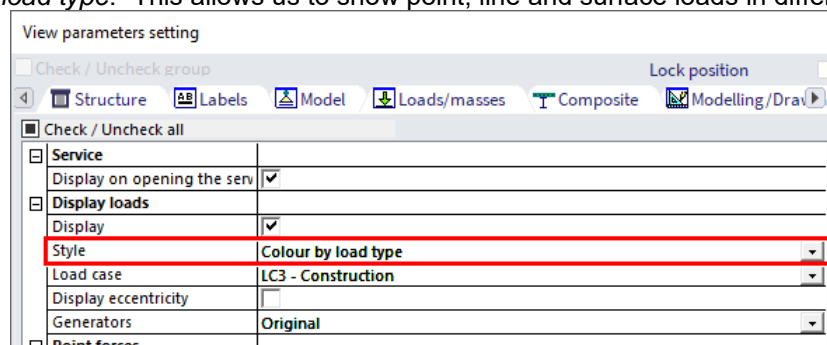 load type. This allows us to show point, line and surface loads in differ
View parameters setting
Check / Uncheck group Lock position
Structure Labels Model Loads/masses Composite Modelling/Drav
Check / Uncheck all
Service
Display on opening the serv
Display loads
Display
Style Colour by load type
Load case LC3 - Construction
Display eccentricity
Generators Original
Point forces